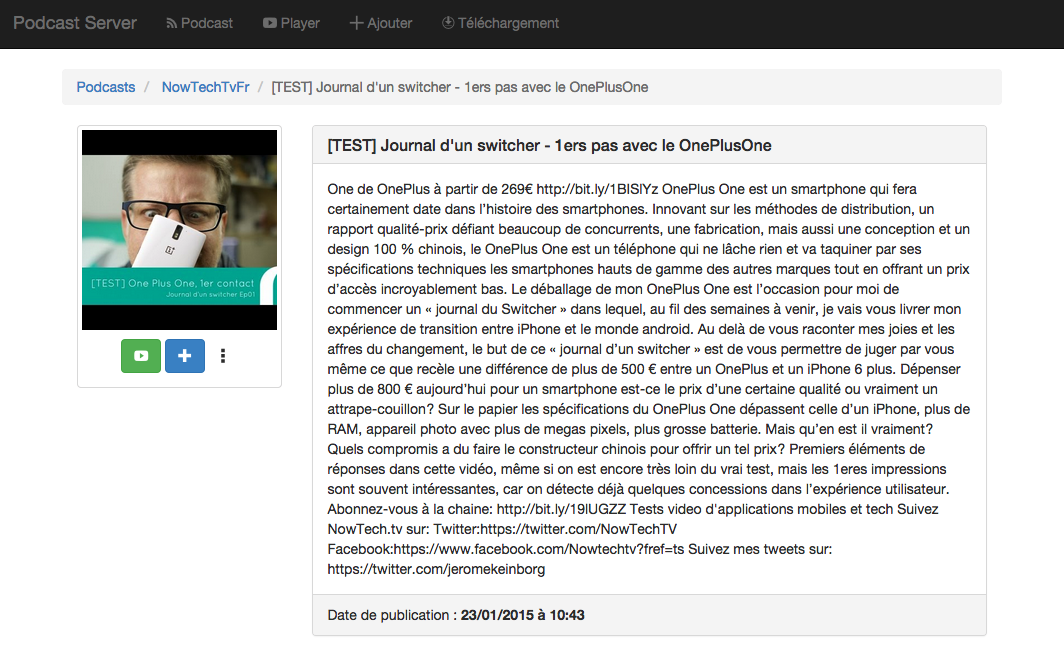 Podcast Server Podcast Player Ajouter Téléchargement
Podcasts / NowTechTvFr / [TEST] Journal d'un switcher - 1ers pas avec le OnePlusOne
[TEST] One Plus One, 1er contact
Journal d'un switcher Ep01
[TEST] Journal d'un switcher - 1ers pas avec le OnePlusOne
One de OnePlus à partir de 269€ http://bit.ly/1BISlYz OnePlus One est un smartphone qui fera
certainement date dans l'histoire des smartphones. Innovant sur les méthodes de distribution, un
rapport qualité-prix défiant beaucoup de concurrents, une fabrication, mais aussi une conception et un
design 100 % chinois, le OnePlus One est un téléphone qui ne lâche rien et va taquiner par ses
spécifications techniques les smartphones hauts de gamme des autres marques tout en offrant un prix
d'accès incroyablement bas. Le déballage de mon OnePlus One est l'occasion pour moi de
commencer un « journal du Switcher » dans lequel, au fil des semaines à venir, je vais vous livrer mon
expérience de transition entre iPhone et le monde android. Au delà de vous raconter mes joies et les
affres du changement, le but de ce « journal d'un switcher » est de vous permettre de juger par vous
même ce que recèle une différence de plus de 500 € entre un OnePlus et un iPhone 6 plus. Dépenser
plus de 800 € aujourd'hui pour un smartphone est-ce le prix d'une certaine qualité ou vraiment un
attrape-couillon? Sur le papier les spécifications du OnePlus One dépassent celle d'un iPhone, plus de
RAM, appareil photo avec plus de megas pixels, plus grosse batterie. Mais qu'en est il vraiment?
Quels compromis a du faire le constructeur chinois pour offrir un tel prix? Premiers éléments de
réponses dans cette vidéo, même si on est encore très loin du vrai test, mais les 1eres impressions
sont souvent intéressantes, car on détecte déjà quelques concessions dans l'expérience utilisateur.
Abonnez-vous à la chaine: http://bit.ly/19lUGZZ Tests video d'applications mobiles et tech Suivez
NowTech.tv sur: Twitter:https://twitter.com/NowTechTV
Facebook:https://www.facebook.com/Nowtechtv?fref=ts Suivez mes tweets sur:
https://twitter.com/jeromekeinborg
Date de publication : 23/01/2015 à 10:43